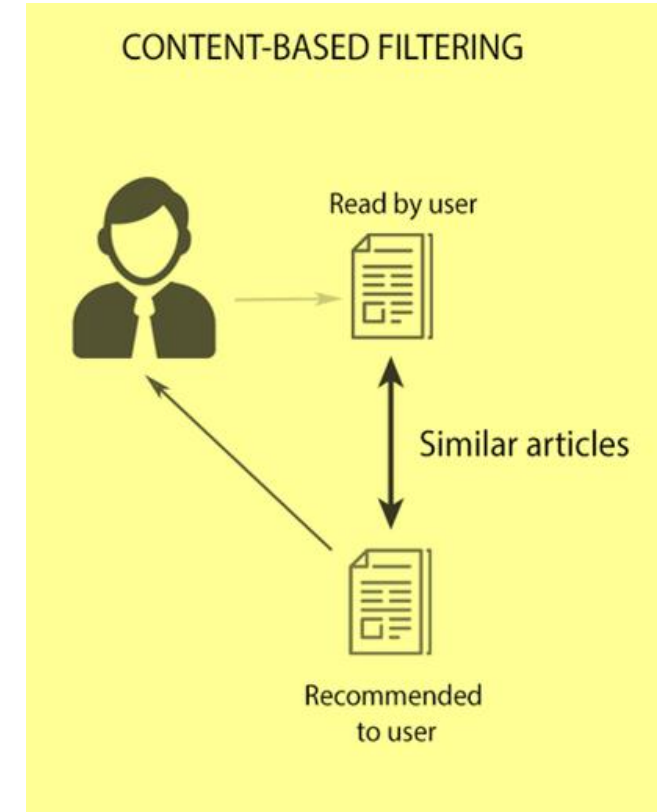 CONTENT-BASED FILTERING
Read by user
Similar articles
Recommended
to user